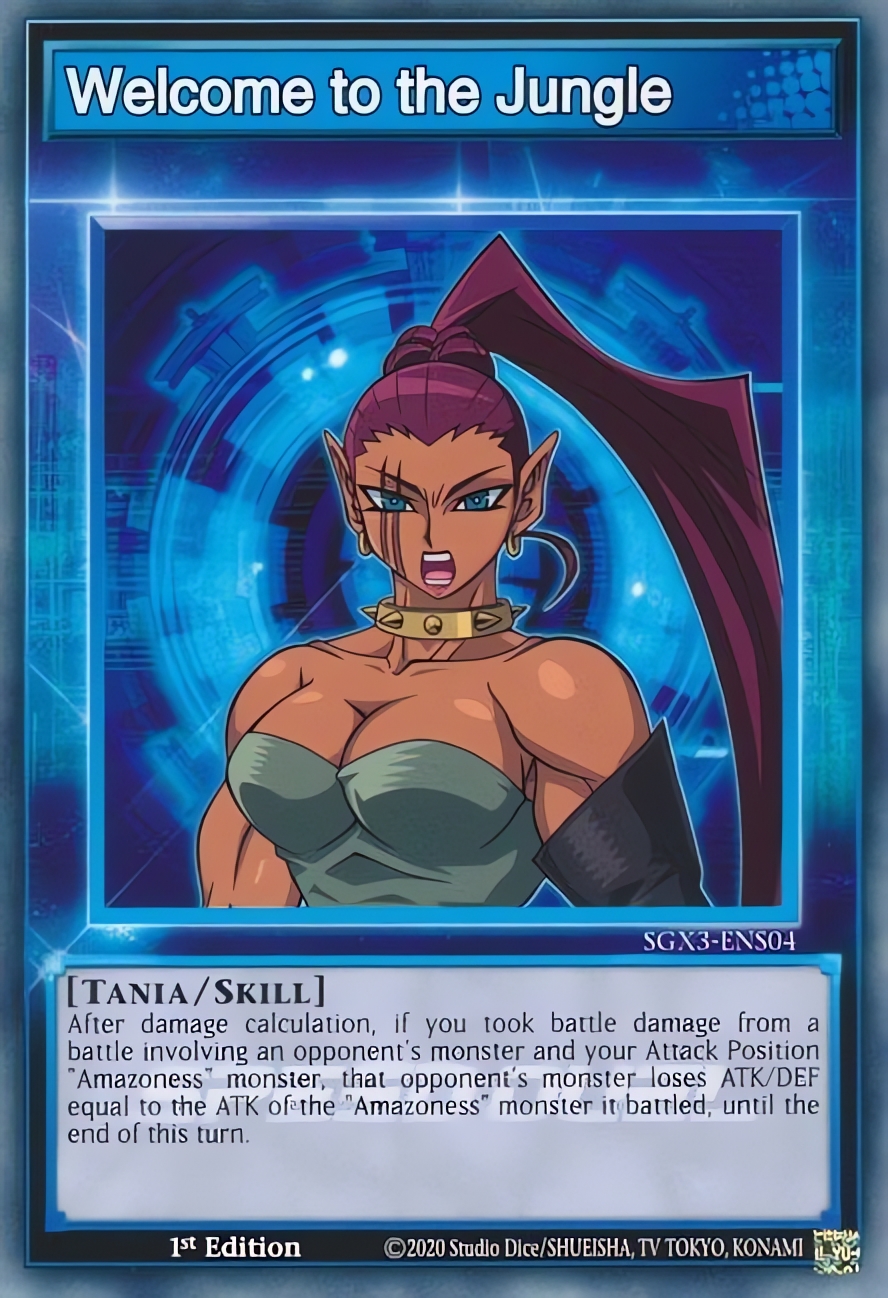 Welcome to the Jungle
SGX3-ENS04
[TANIA/SKILL]
After damage calculation, if you took battle damage from a
battle involving an opponent's monster and your Attack Position
"Amazoness" monster, that opponent's monster loses ATK/DEF
equal to the ATK of the "Amazoness" monster it battled, until the
end of this turn.
1st Edition
©2020 Studio Dice/SHUEISHA, TV TOKYO, KONAMI